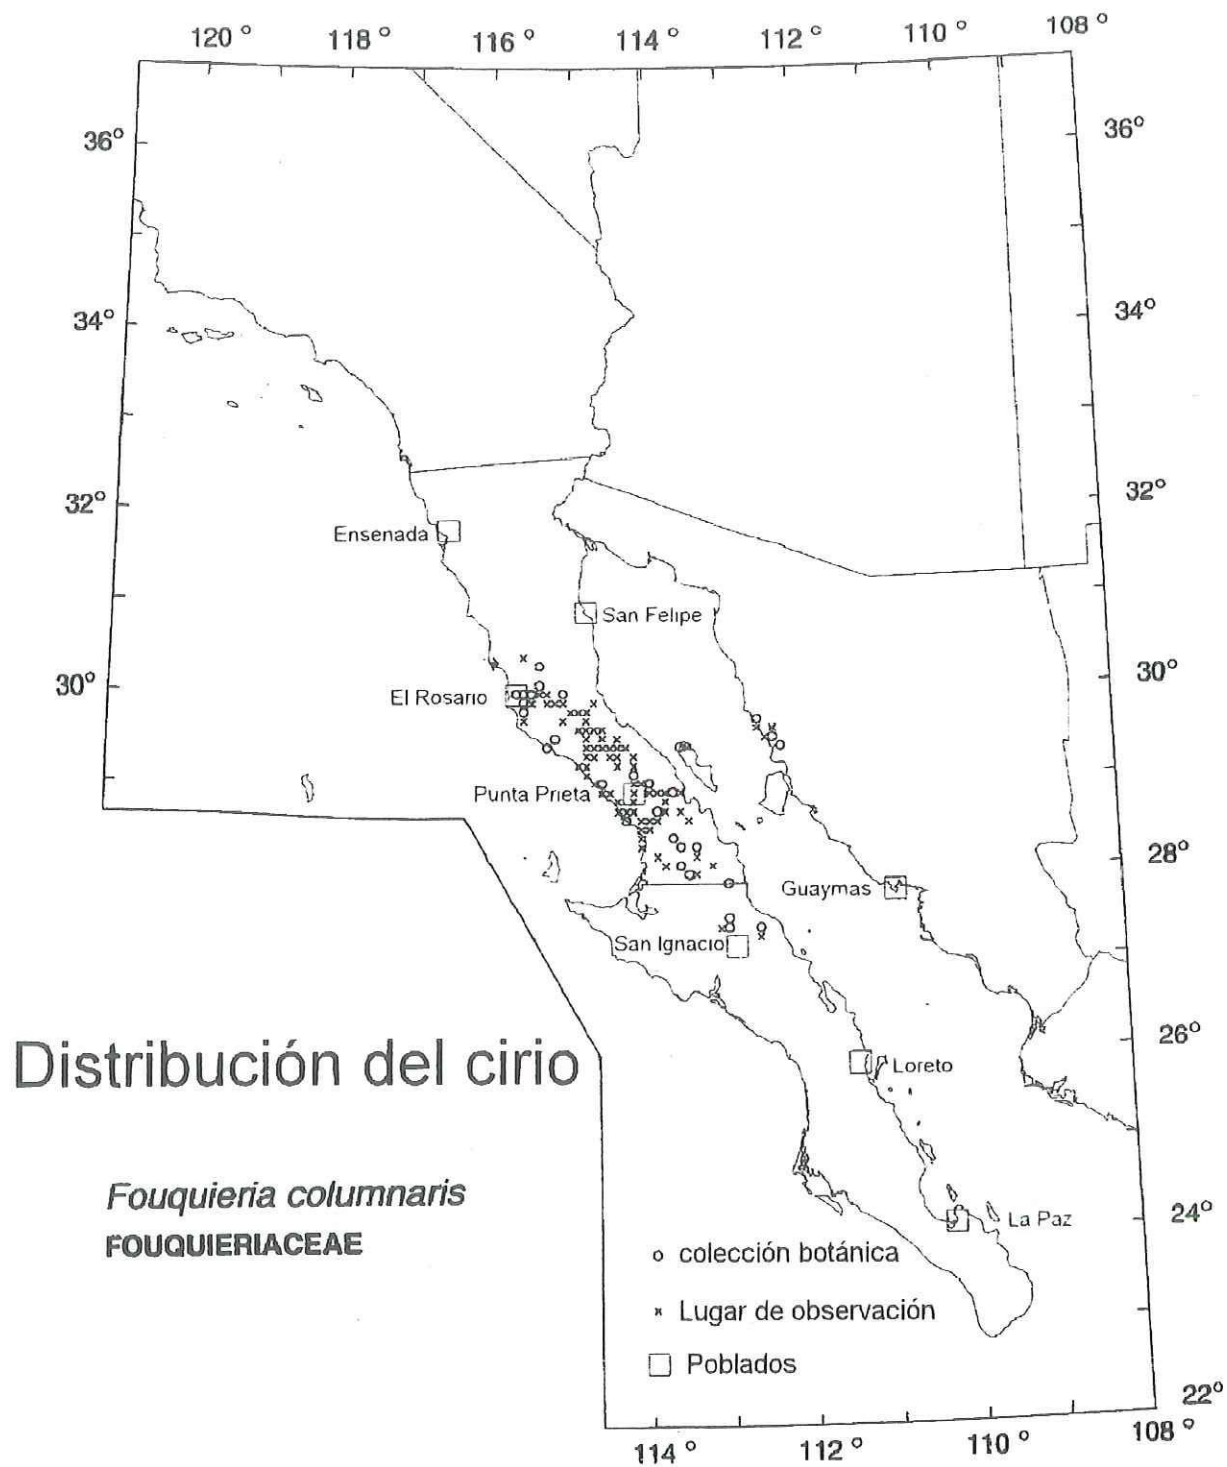 120 ° 118 ° 116 ° 114 ° 112 ° 110 ° 108 °
36° 36°
34° 34°
32° 32°
Ensenada
San Felipe
30° 30°
El Rosario
Punta Prieta
28°
Guaymas
San Ignacio
26°
Distribución del cirio
Loreto
Fouquieria columnaris
24°
La Paz
FOUQUIERIACEAE
o colección botánica
x Lugar de observación
□ Poblados
22°
114 ° 112 ° 110 ° 108 °